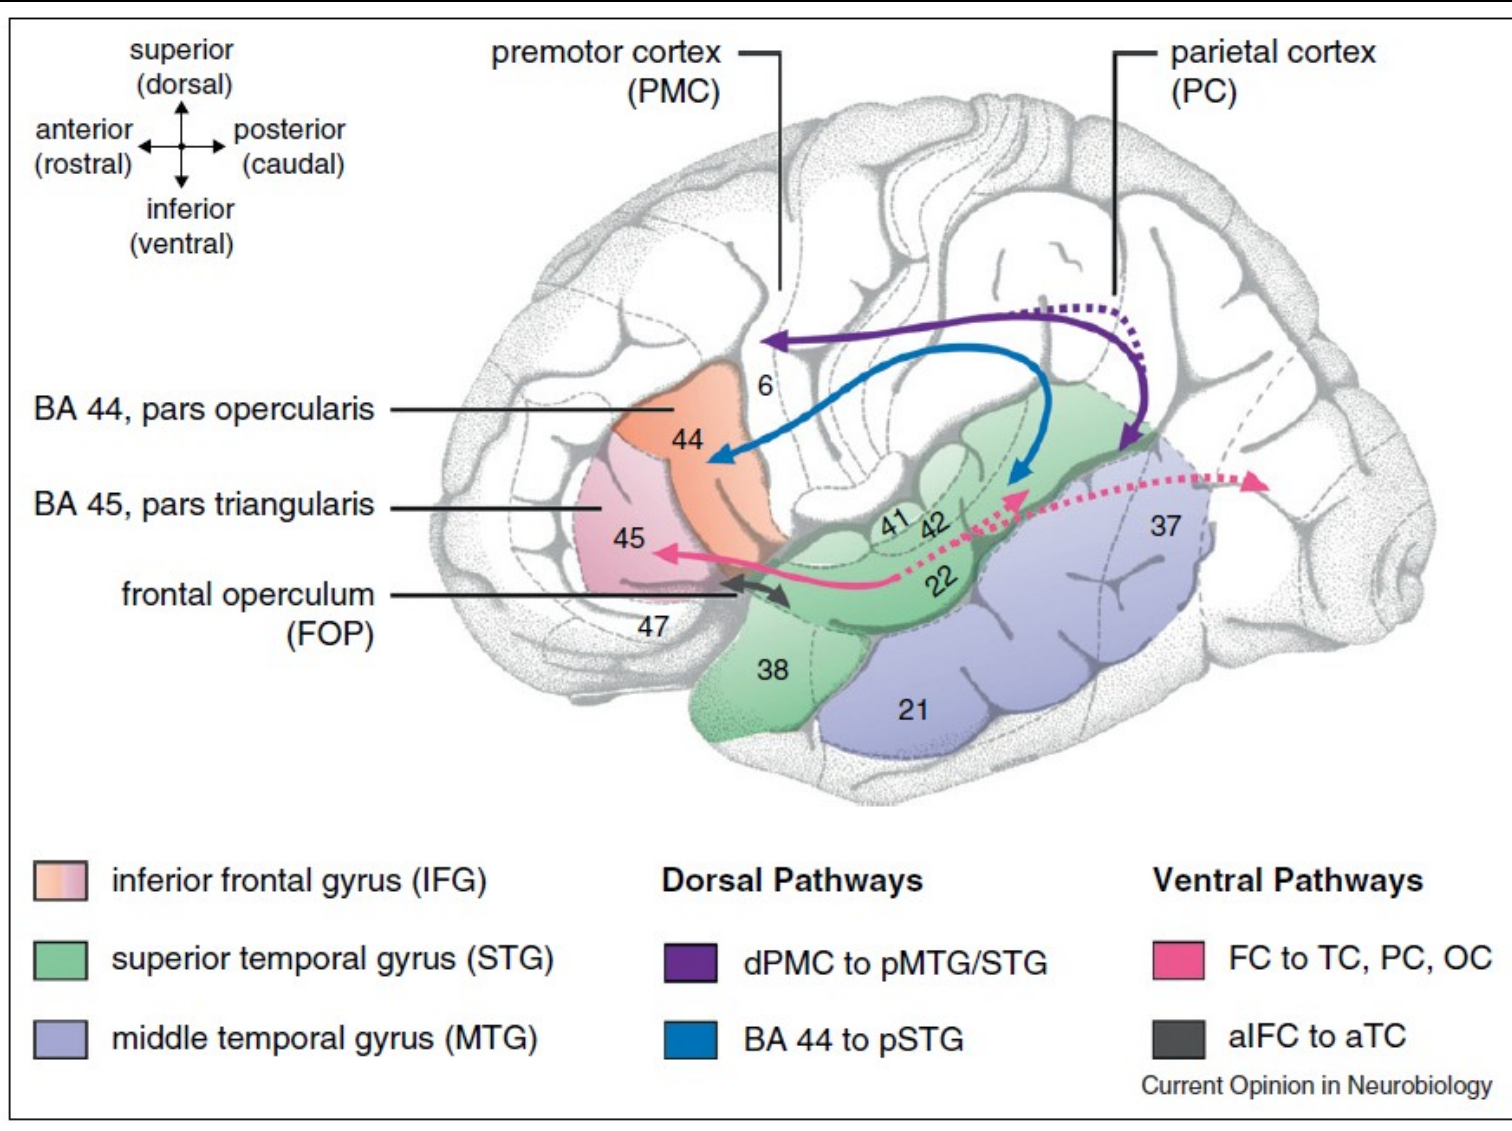 superior
(dorsal)
anterior
(rostral)
posterior
(caudal)
inferior
(ventral)
premotor cortex
(PMC)
parietal cortex
(PC)
BA 44, pars opercularis
BA 45, pars triangularis
frontal operculum
(FOP)
6
44
45
47
41
42
22
37
38
21
inferior frontal gyrus (IFG)
superior temporal gyrus (STG)
middle temporal gyrus (MTG)
Dorsal Pathways
dPMC to pMTG/STG
BA 44 to pSTG
Ventral Pathways
FC to TC, PC, OC
aIFC to aTC
Current Opinion in Neurobiology